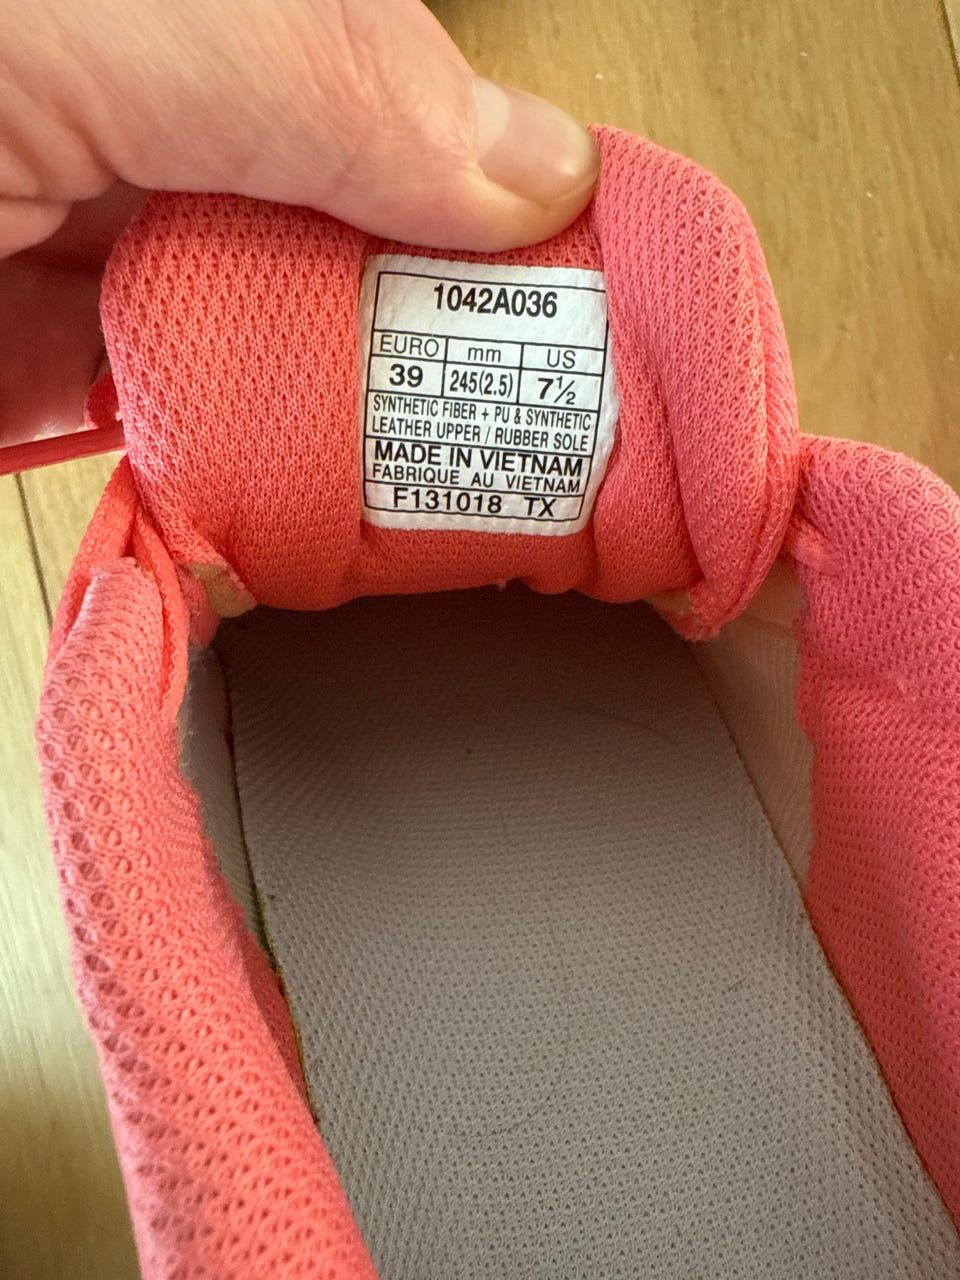 1042A036
EURO mm US
39 245(2.5) 7½
SYNTHETIC FIBER + PU & SYNTHETIC
LEATHER UPPER / RUBBER SOLE
MADE IN VIETNAM
FABRIQUE AU VIETNAM
F131018 TX